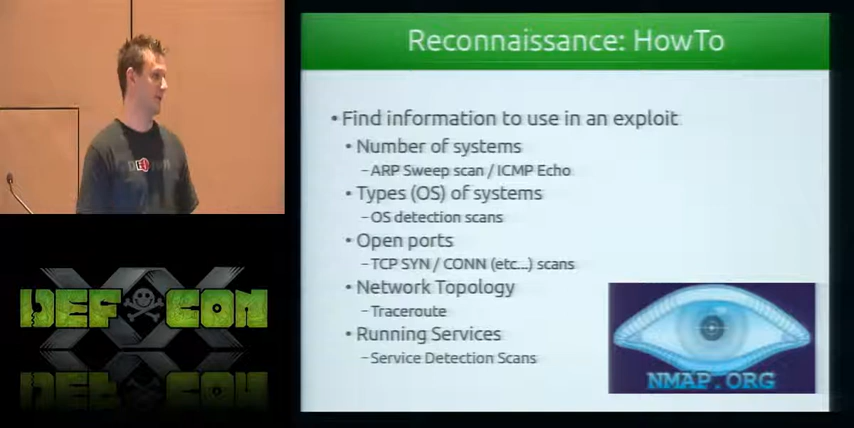 Reconnaissance: HowTo
• Find information to use in an exploit
• Number of systems
–ARP Sweep scan / ICMP Echo
• Types (OS) of systems
–OS detection scans
• Open ports
–TCP SYN / CONN (etc...) scans
• Network Topology
–Traceroute
• Running Services
–Service Detection Scans
NMAP.ORG
XX
DEF CON